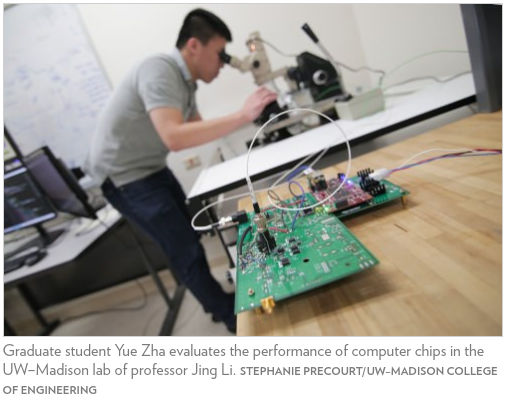 Graduate student Yue Zha evaluates the performance of computer chips in the
UW–Madison lab of professor Jing Li. STEPHANIE PRECOURT/UW–MADISON COLLEGE
OF ENGINEERING